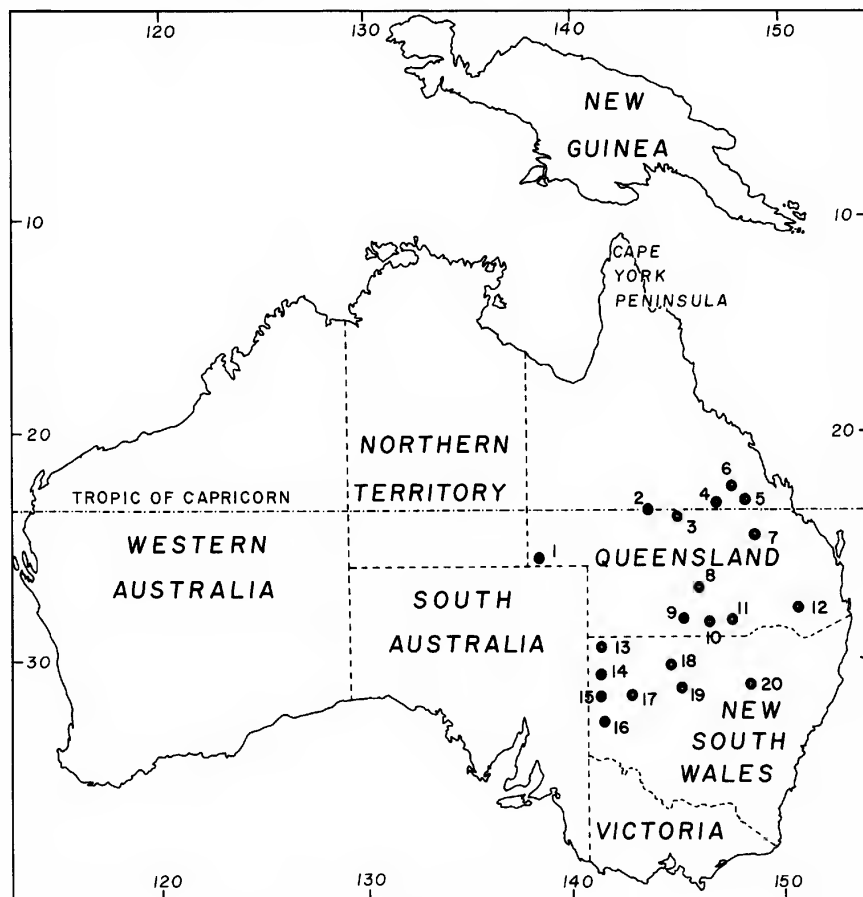 120 130 140 150
NEW
GUINEA
10 10
CAPE
YORK
PENINSULA
20 20
NORTHERN
TERRITORY
TROPIC OF CAPRICORN
6
2 4 5
3
WESTERN
AUSTRALIA
7
1
QUEENSLAND
8
SOUTH
AUSTRALIA
9 10 11 12
13
30 30
14 18
15 17 19 20
16
NEW
SOUTH
WALES
VICTORIA
120 130 140 150